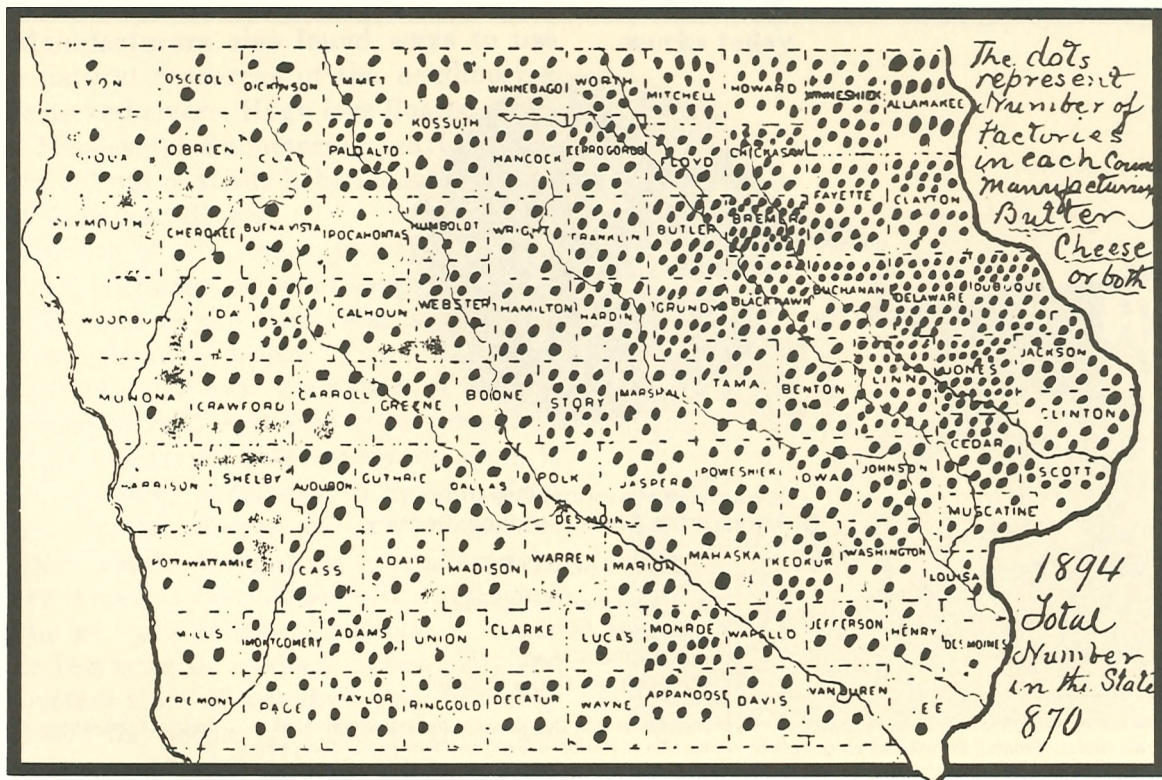 The dots
represent
Number of
Factories
in each Coun
Manufacturing
Butter
Cheese
or both
LYON OSCEOLA DICKINSON EMMET WINNEBAGO WORTH MITCHELL HOWARD WINNESHIEK ALLAMAKEE
KOSSUTH
SIOUX O'BRIEN CLAY PALO ALTO HANCOCK CERRO GORDO FLOYD CHICKASAW
FAYETTE CLAYTON
PLYMOUTH CHEROKEE BUENA VISTA POCAHONTAS HUMBOLDT WRIGHT FRANKLIN BUTLER BREMER
WOODBURY IDA SAC CALHOUN WEBSTER HAMILTON HARDIN GRUNDY BLACKHAWK BUCHANAN DELAWARE DUBUQUE
MONONA CRAWFORD CARROLL GREENE BOONE STORY MARSHALL TAMA BENTON LINN JONES JACKSON
CLINTON
CEDAR
HARRISON SHELBY AUDUBON GUTHRIE DALLAS POLK JASPER POWESHIEK IOWA JOHNSON SCOTT
DES MOIN
MUSCATINE
POTTAWATTAMIE CASS ADAIR MADISON WARREN MARION MAHASKA KEOKUK WASHINGTON
LOUISA
MILLS MONTGOMERY ADAMS UNION CLARKE LUCAS MONROE WAPELLO JEFFERSON HENRY DES MOINES
FREMONT PAGE TAYLOR RINGGOLD DECATUR WAYNE APPANOOSE DAVIS VAN BUREN LEE
1894
Total
Number
in the State
870